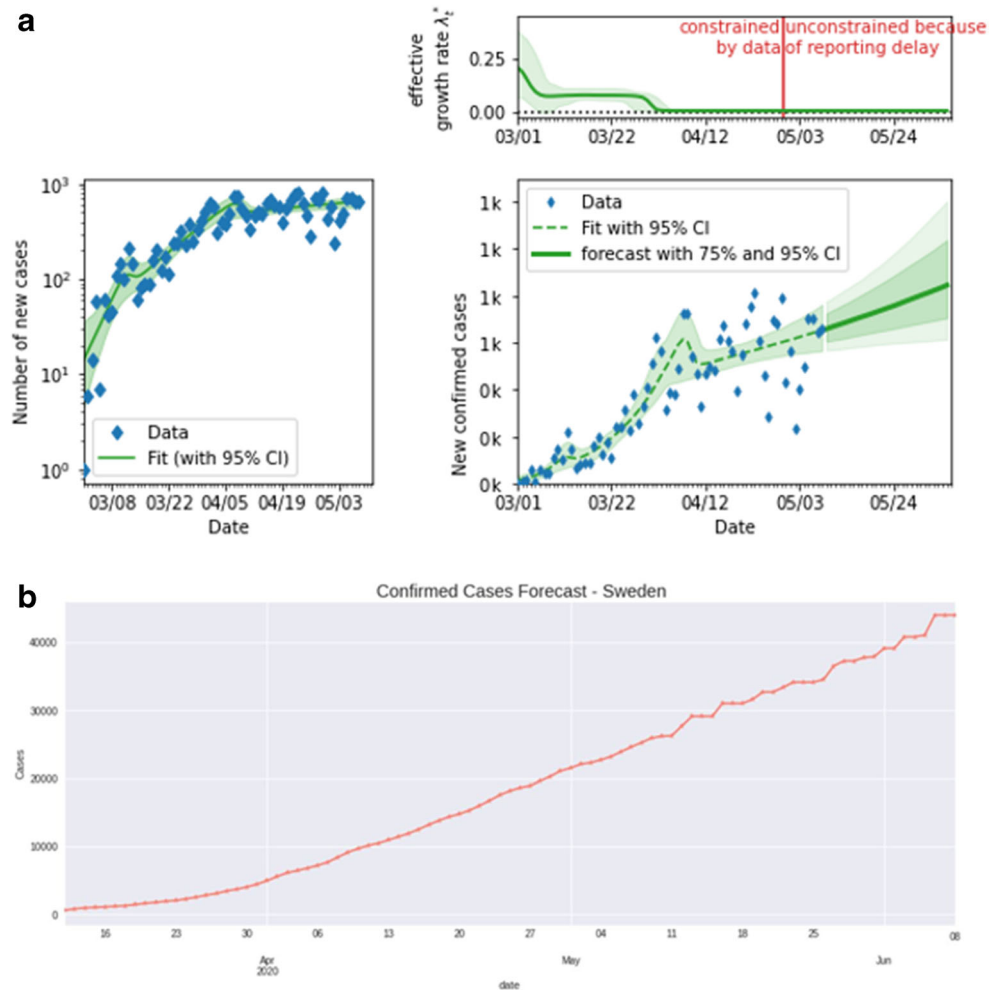 a
effective
growth rate λ*t
constrained unconstrained because
by data of reporting delay
0.25
0.00
03/01 03/22 04/12 05/03 05/24
Number of new cases
10³
10²
10¹
10⁰
Data
Fit (with 95% CI)
03/08 03/22 04/05 04/19 05/03
Date
New confirmed cases
1k
1k
1k
1k
0k
0k
0k
Data
Fit with 95% CI
forecast with 75% and 95% CI
03/01 03/22 04/12 05/03 05/24
Date
b
Confirmed Cases Forecast - Sweden
Cases
40000
30000
20000
10000
0
16 23 30 06 13 20 27 04 11 18 25 08
Apr May Jun
2020
date